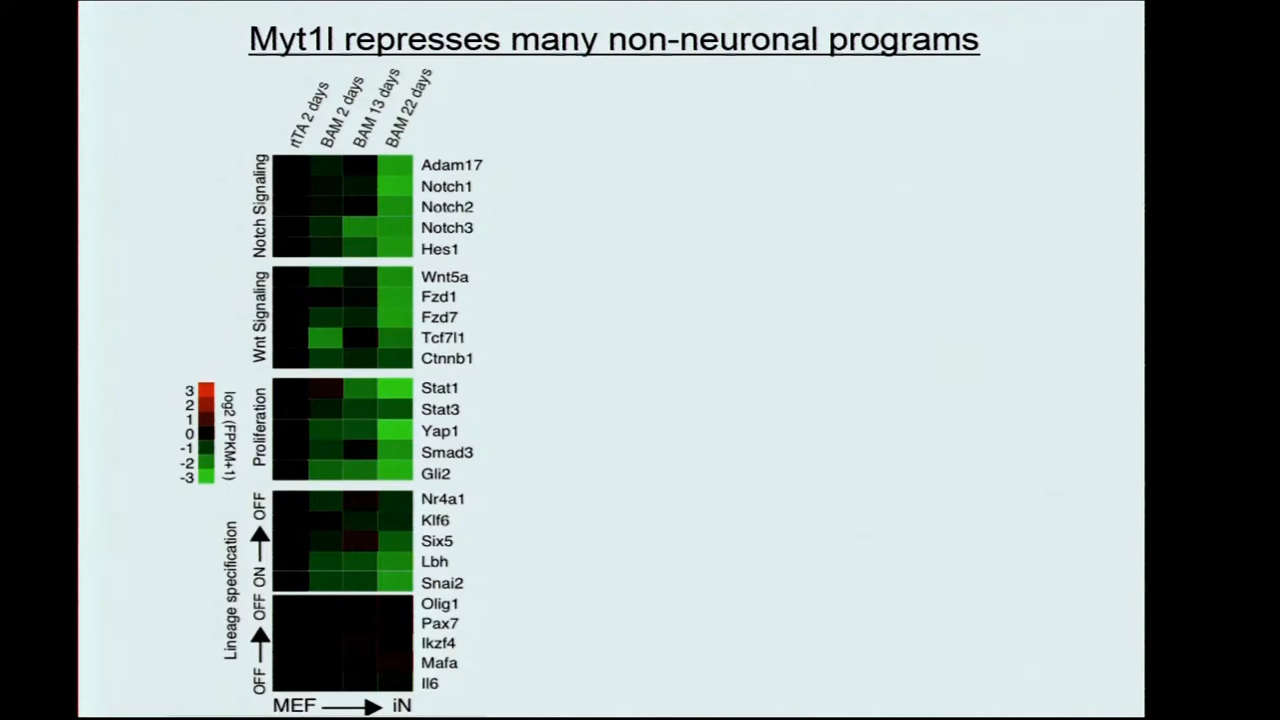 Myt1l represses many non-neuronal programs
rtTA 2 days
BAM 2 days
BAM 13 days
BAM 22 days
Notch Signaling
Adam17
Notch1
Notch2
Notch3
Hes1
Wnt Signaling
Wnt5a
Fzd1
Fzd7
Tcf7l1
Ctnnb1
3
2
1
0
-1
-2
-3
log2 (FPKM+1)
Proliferation
Stat1
Stat3
Yap1
Smad3
Gli2
Lineage specification
ON → OFF
Nr4a1
Klf6
Six5
Lbh
Snai2
OFF → OFF
Olig1
Pax7
Ikzf4
Mafa
Il6
MEF → iN